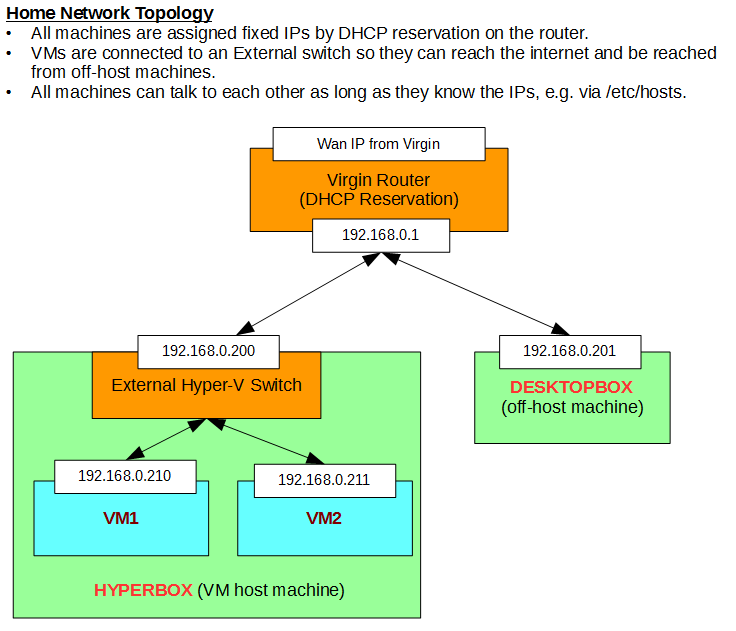 Home Network Topology
• All machines are assigned fixed IPs by DHCP reservation on the router.
• VMs are connected to an External switch so they can reach the internet and be reached
from off-host machines.
• All machines can talk to each other as long as they know the IPs, e.g. via /etc/hosts.
Wan IP from Virgin
Virgin Router
(DHCP Reservation)
192.168.0.1
192.168.0.200
External Hyper-V Switch
192.168.0.201
DESKTOPBOX
(off-host machine)
192.168.0.210
VM1
192.168.0.211
VM2
HYPERBOX (VM host machine)